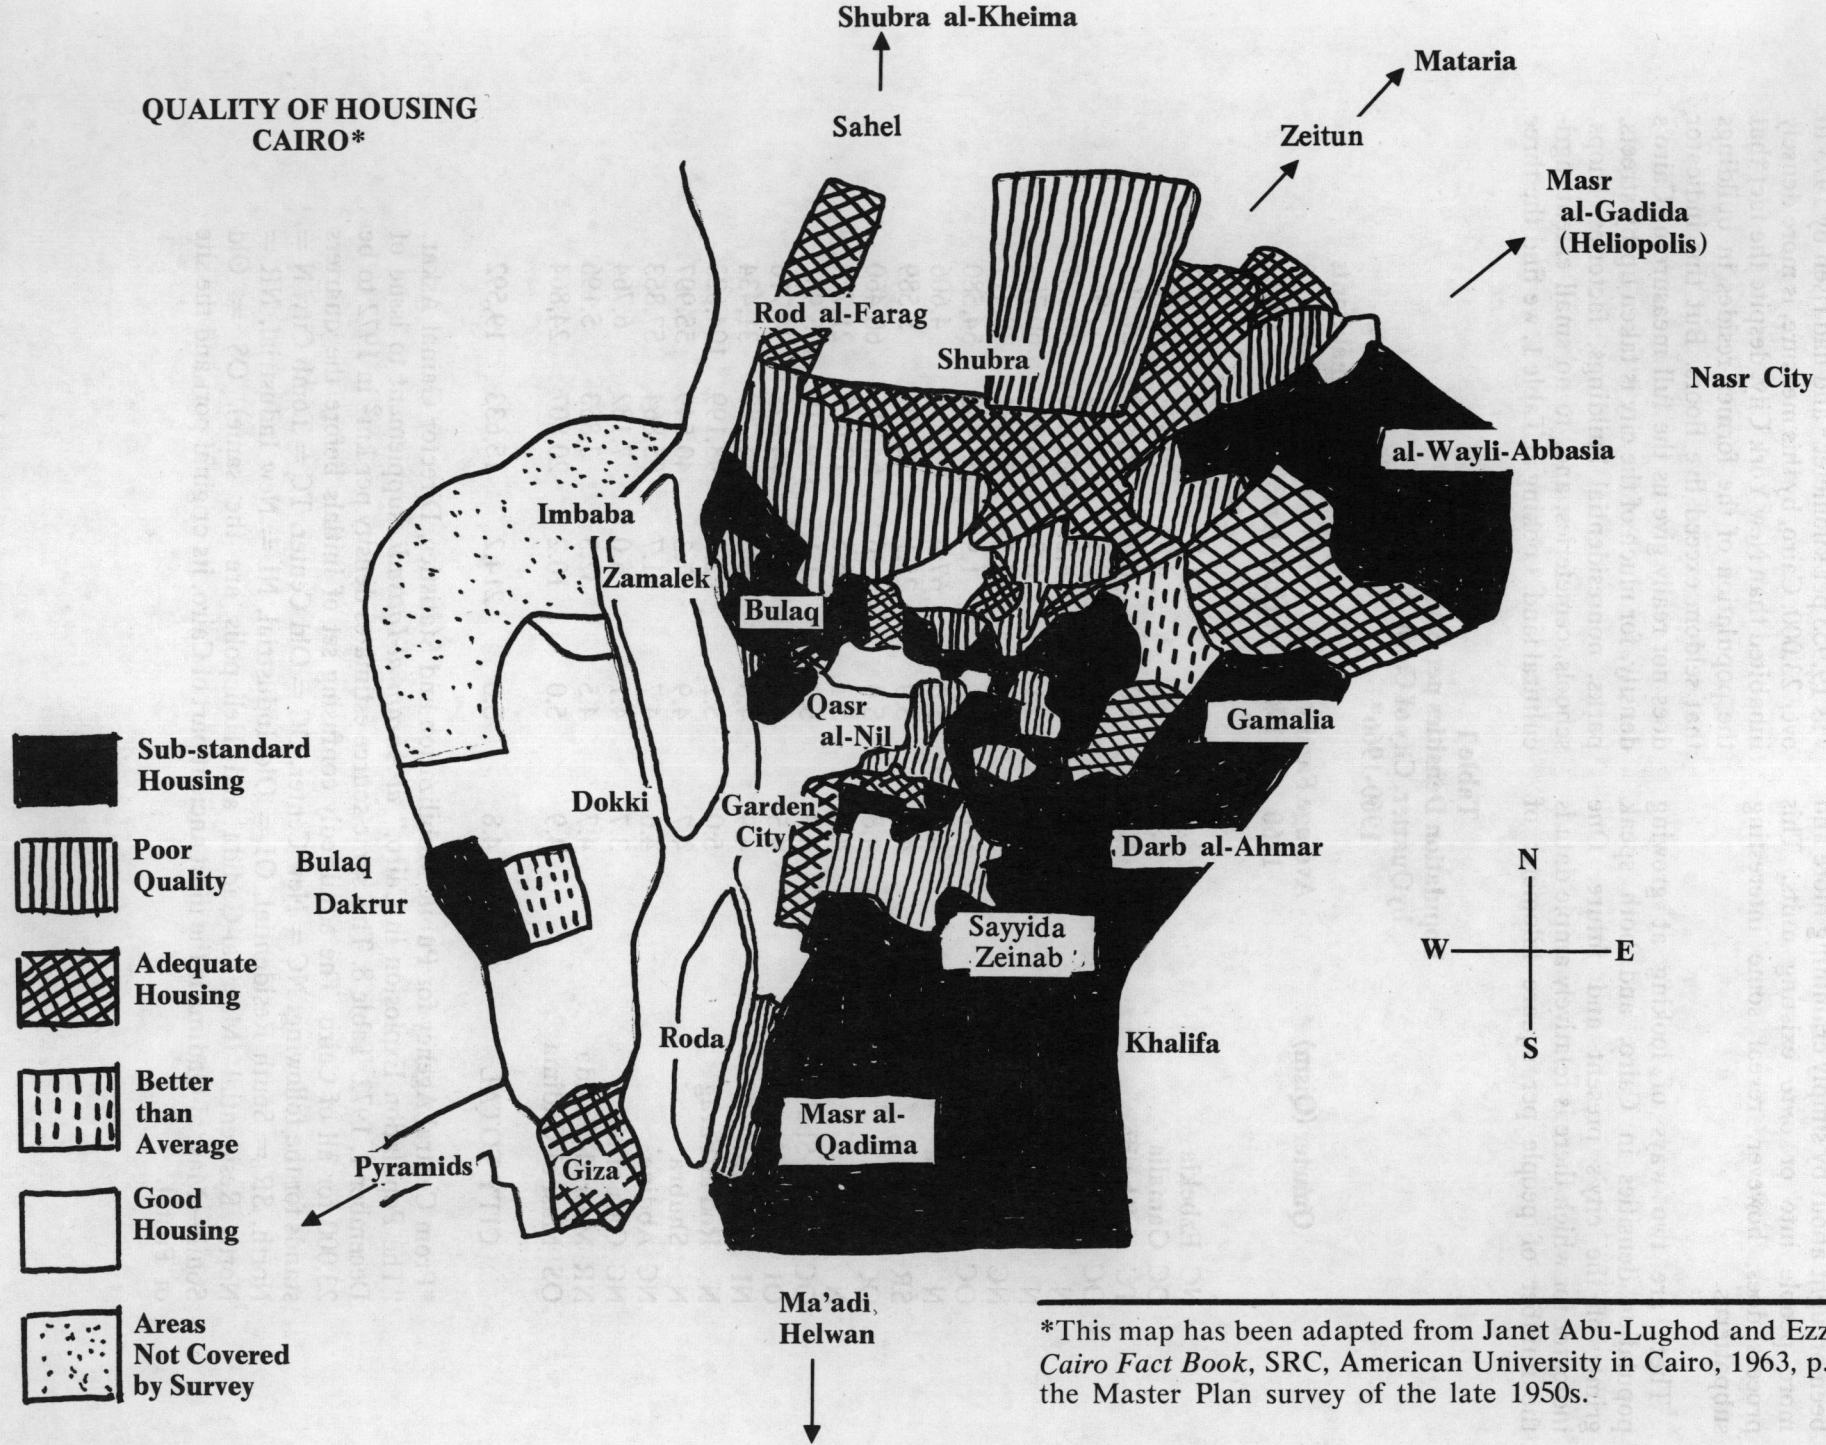 QUALITY OF HOUSING
CAIRO*
Shubra al-Kheima
Sahel
Mataria
Zeitun
Masr
al-Gadida
(Heliopolis)
Nasr City
Rod al-Farag
Shubra
al-Wayli-Abbasia
Imbaba
Zamalek
Bulaq
Qasr
al-Nil
Gamalia
Dokki
Garden
City
Darb al-Ahmar
Bulaq
Dakrur
Sayyida
Zeinab
Roda
Khalifa
Masr al-
Qadima
Pyramids
Giza
Ma'adi,
Helwan
N
W
E
S
Sub-standard
Housing
Poor
Quality
Adequate
Housing
Better
than
Average
Good
Housing
Areas
Not Covered
by Survey
*This map has been adapted from Janet Abu-Lughod and Ezz
Cairo Fact Book, SRC, American University in Cairo, 1963, p.
the Master Plan survey of the late 1950s.